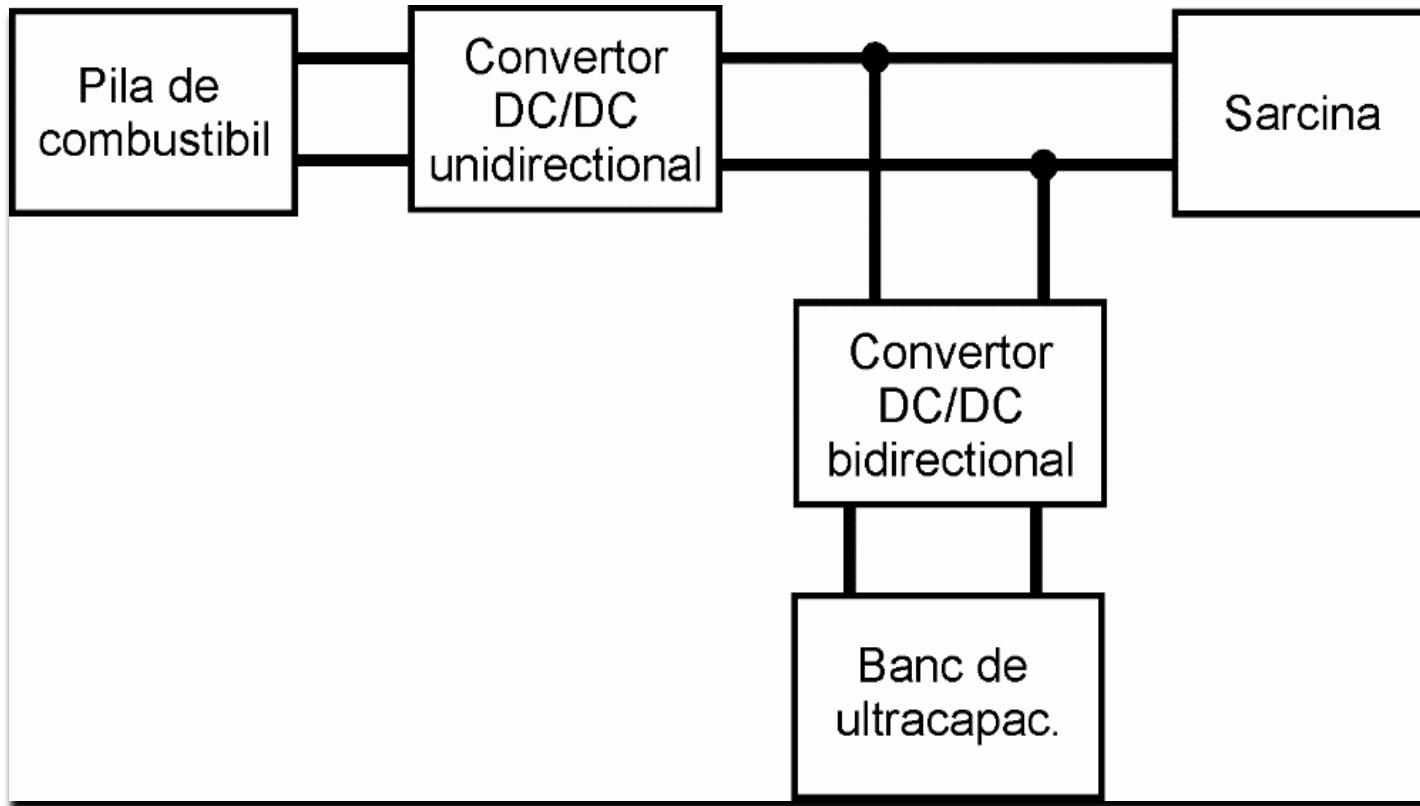 Pila de
combustibil
Convertor
DC/DC
unidirectional
Sarcina
Convertor
DC/DC
bidirectional
Banc de
ultracapac.